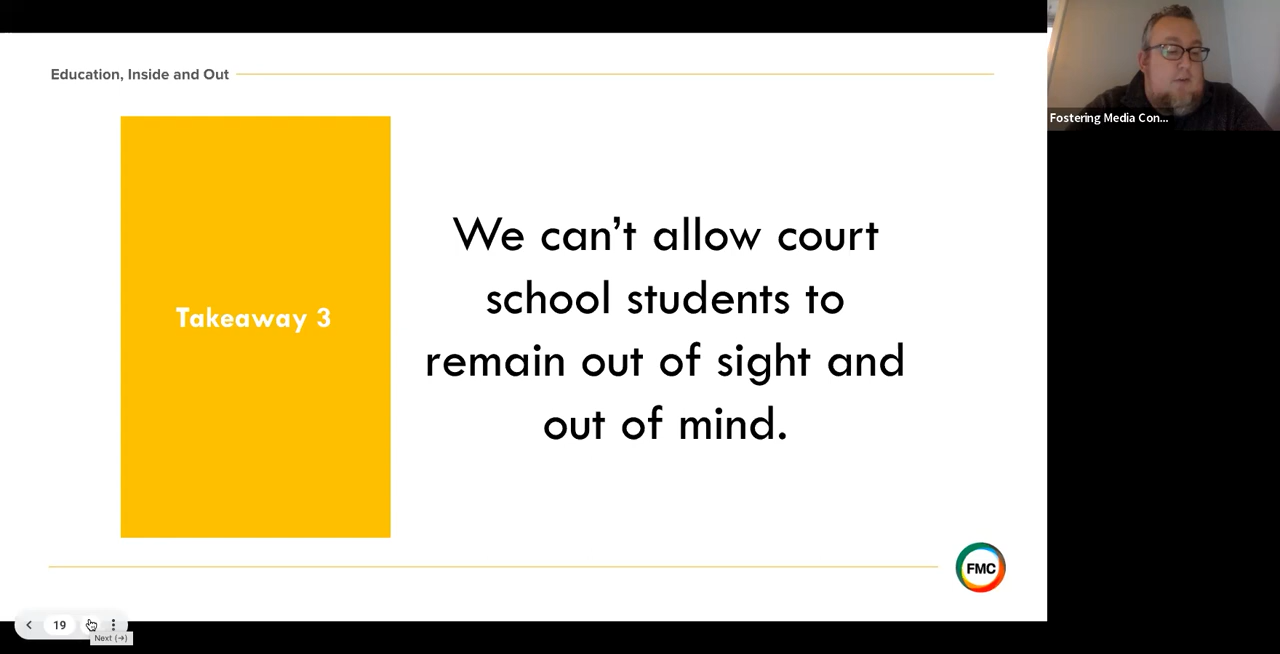 Education, Inside and Out
Fostering Media Con...
Takeaway 3
We can’t allow court
school students to
remain out of sight and
out of mind.
FMC
19
Next (→)